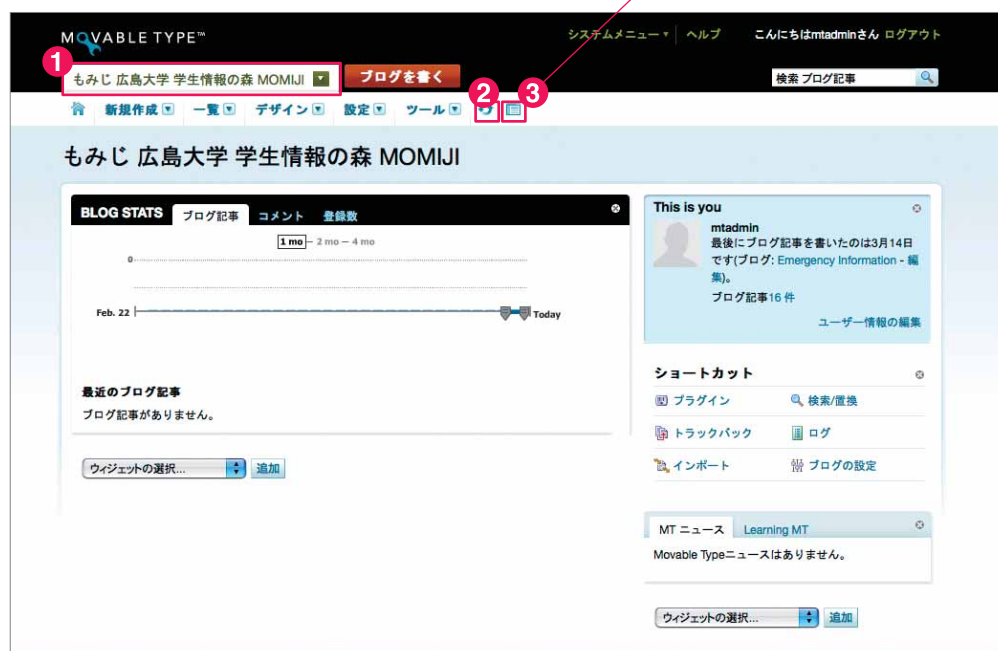 MOVABLE TYPE™
システムメニュー ヘルプ こんにちはmtadminさん ログアウト
1
もみじ 広島大学 学生情報の森 MOMIJI ブログを書く
検索 ブログ記事
2 3
新規作成 一覧 デザイン 設定 ツール
もみじ 広島大学 学生情報の森 MOMIJI
BLOG STATS ブログ記事 コメント 登録数
1 mo – 2 mo – 4 mo
0
Feb. 22 Today
最近のブログ記事
ブログ記事がありません。
ウィジェットの選択... 追加
This is you
mtadmin
最後にブログ記事を書いたのは3月14日
です(ブログ: Emergency Information - 編
集)。
ブログ記事16 件
ユーザー情報の編集
ショートカット
プラグイン 検索/置換
トラックバック ログ
インポート ブログの設定
MT ニュース Learning MT
Movable Typeニュースはありません。
ウィジェットの選択... 追加